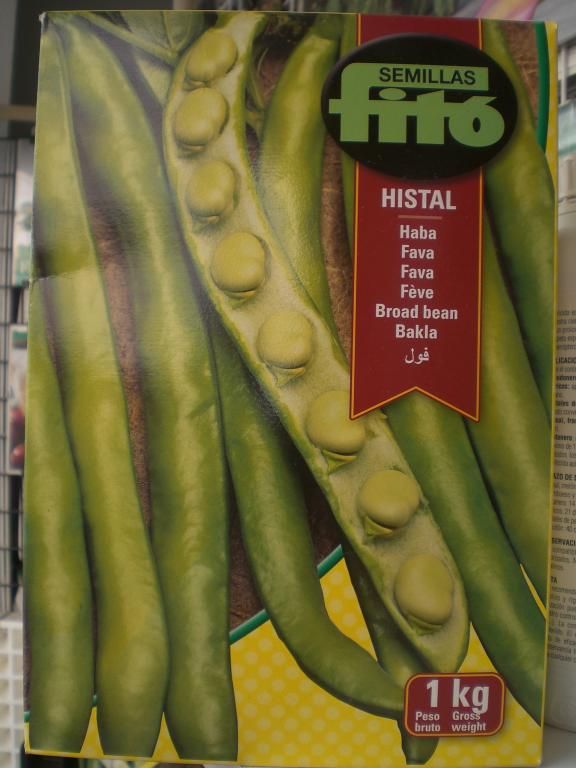 SEMILLAS
fitó
HISTAL
Haba
Fava
Fava
Fève
Broad bean
Bakla
فول
1 kg
Peso Gross
bruto weight